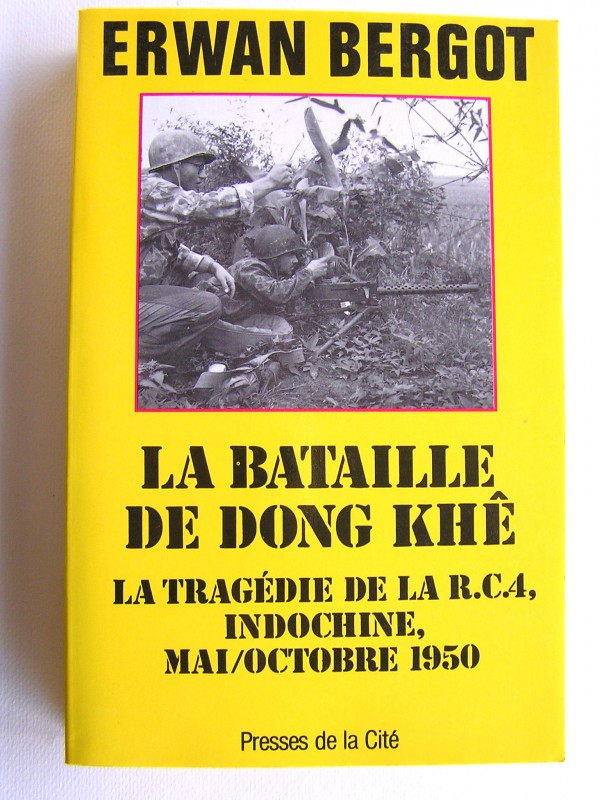 ERWAN BERGOT
LA BATAILLE
DE DONG KHÊ
LA TRAGÉDIE DE LA R.C.4,
INDOCHINE,
MAI/OCTOBRE 1950
Presses de la Cité